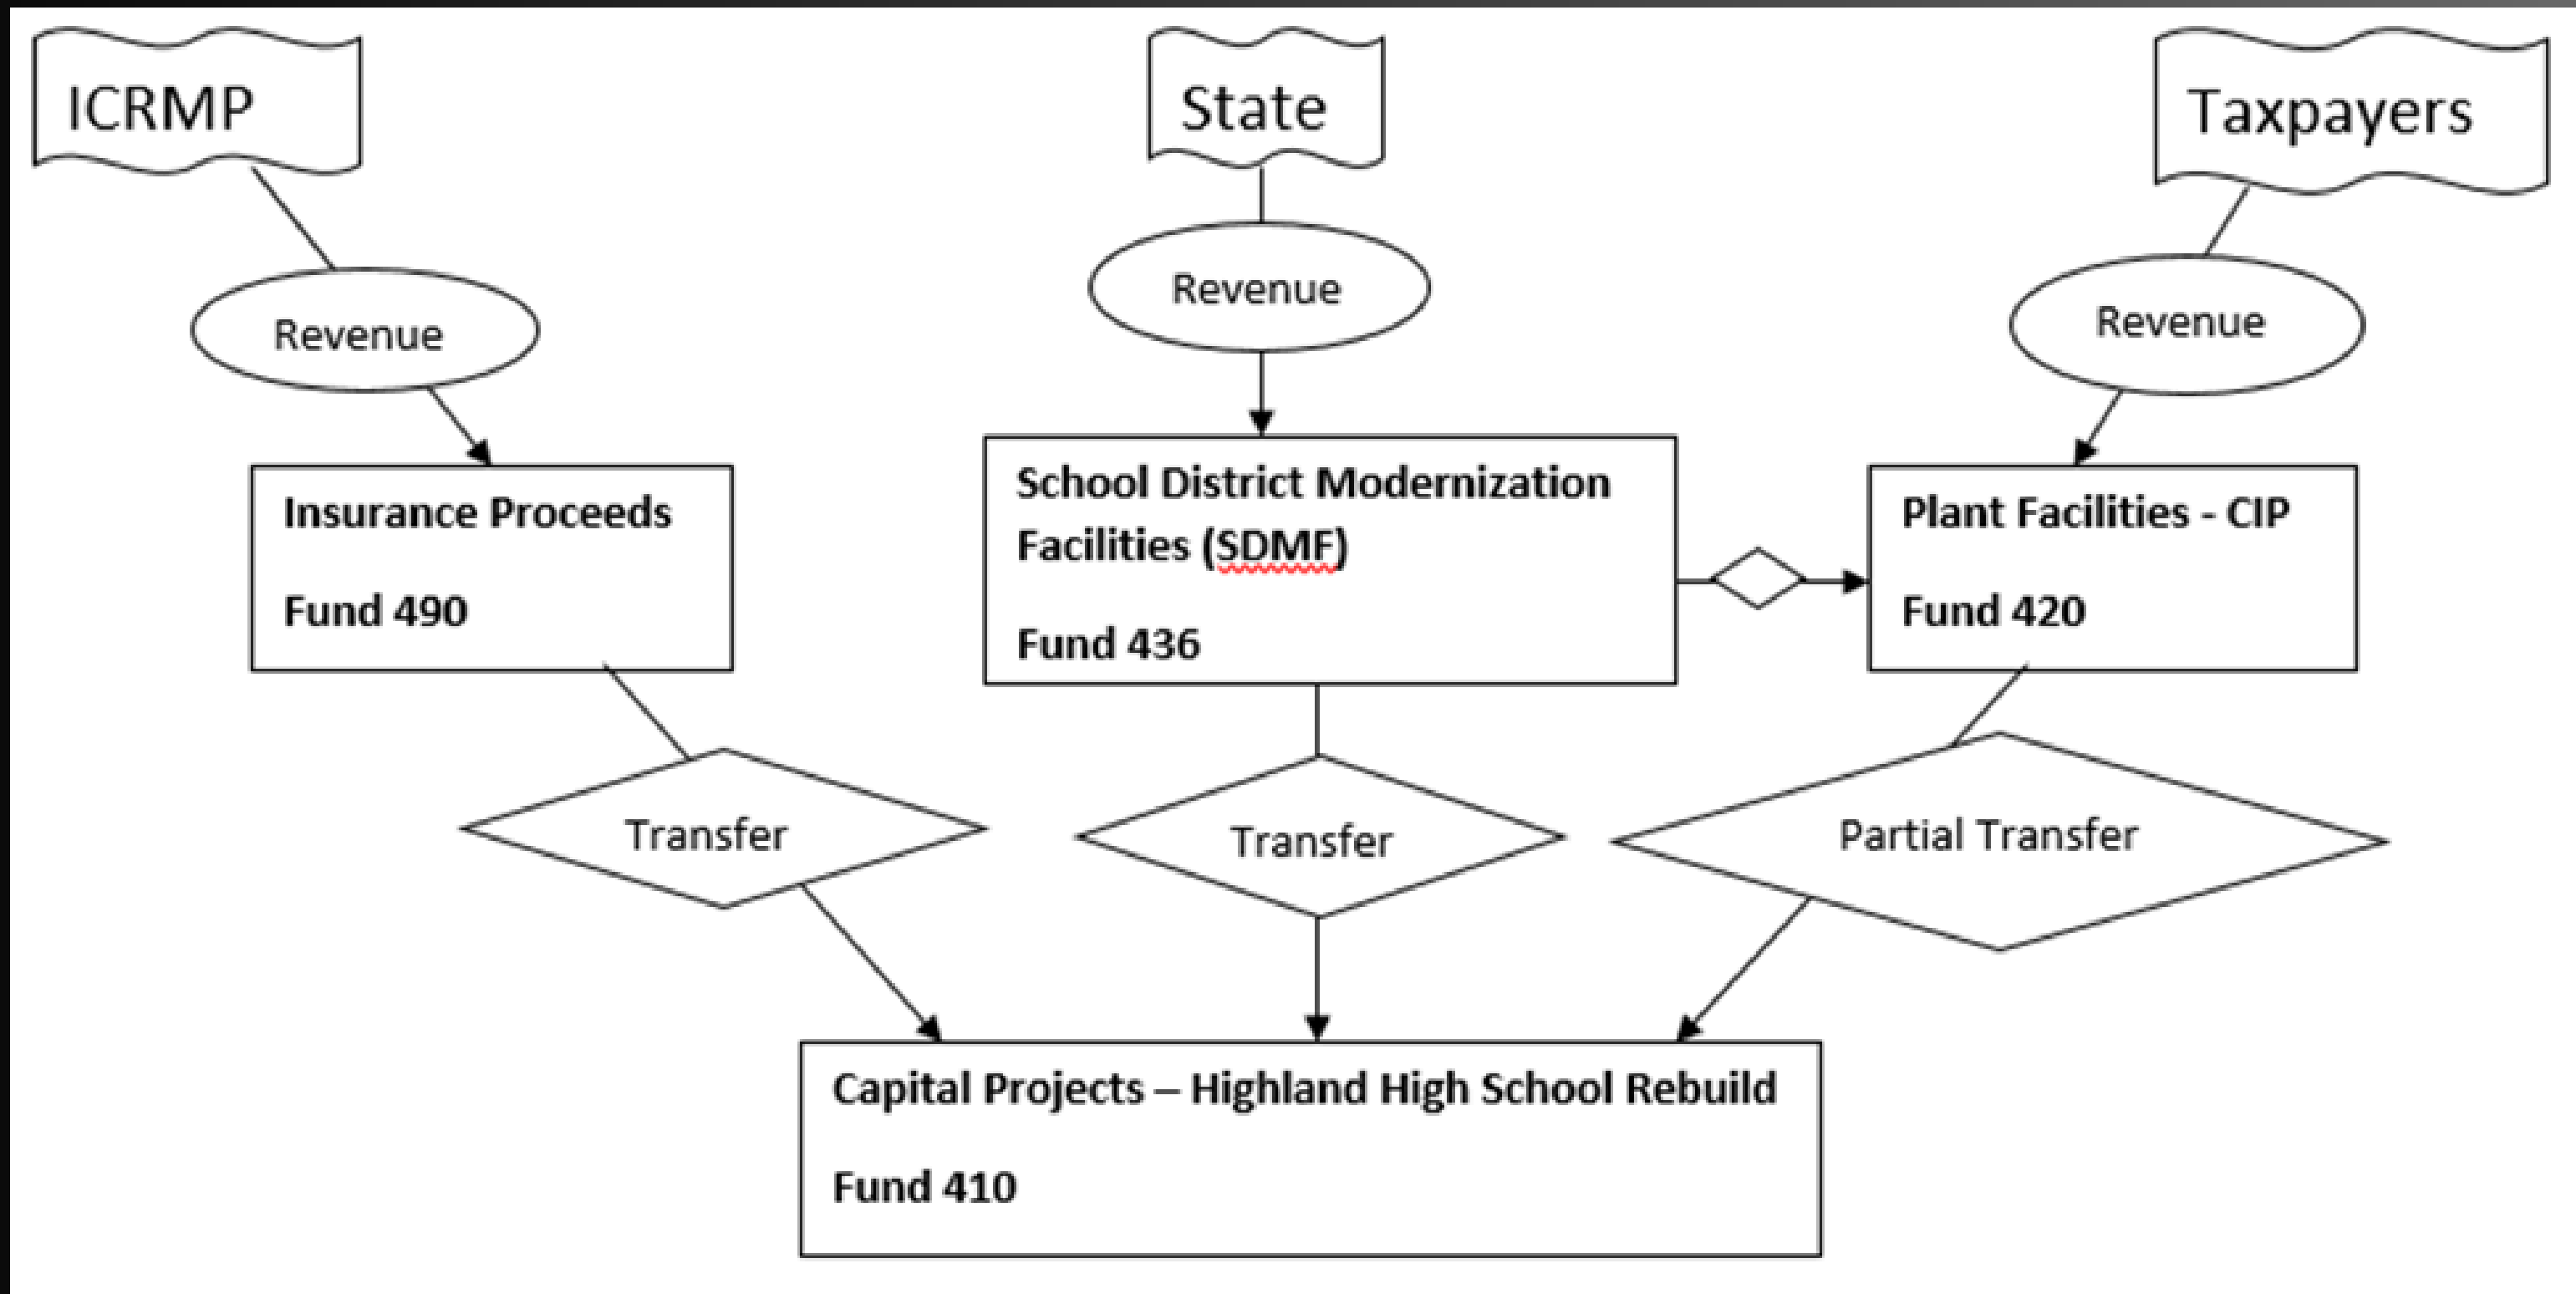 ICRMP
State
Taxpayers
Revenue
Revenue
Revenue
Insurance Proceeds
Fund 490
School District Modernization
Facilities (SDMF)
Fund 436
Plant Facilities - CIP
Fund 420
Transfer
Transfer
Partial Transfer
Capital Projects – Highland High School Rebuild
Fund 410